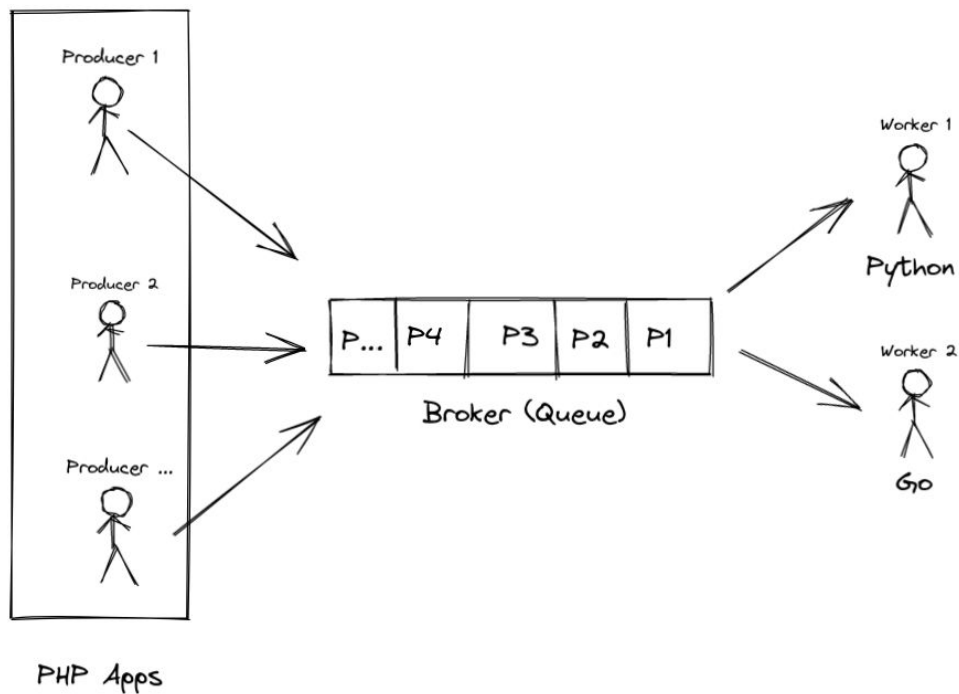 Producer 1
Producer 2
Producer ...
PHP Apps
P... P4 P3 P2 P1
Broker (Queue)
Worker 1
Python
Worker 2
Go